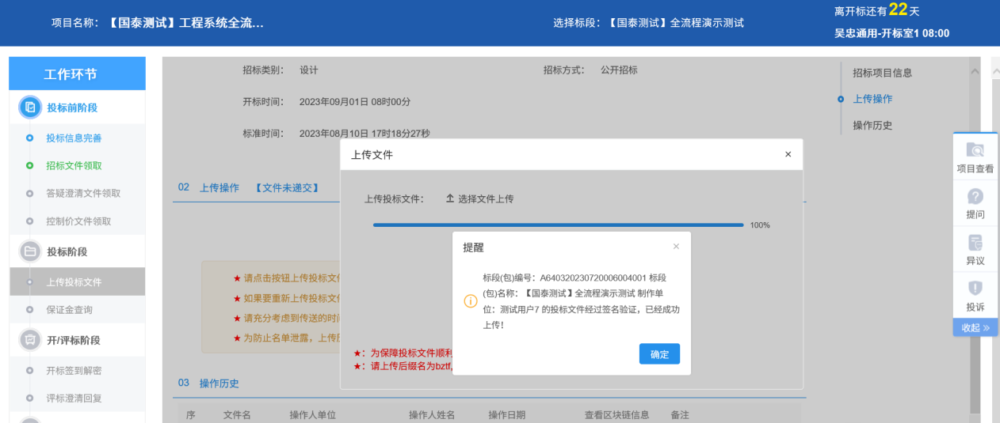 项目名称：【国泰测试】工程系统全流...
选择标段：【国泰测试】全流程演示测试
离开标还有22天
吴忠通用-开标室1 08:00
工作环节
投标前阶段
投标信息完善
招标文件领取
答疑澄清文件领取
控制价文件领取
投标阶段
上传投标文件
保证金查询
开/评标阶段
开标签到解密
评标澄清回复
招标类别： 设计
招标方式： 公开招标
开标时间： 2023年09月01日 08时00分
标准时间： 2023年08月10日 17时18分27秒
02 上传操作 【文件未递交】
★ 请点击按钮上传投标文
★ 如果要重新上传投标文
★ 请充分考虑到传送的时
★ 为防止名单泄露，上传
上传文件 ×
上传投标文件： 选择文件上传
100%
★：为保障投标文件顺利
★：请上传后缀名为bztf,
提醒 ×
标段(包)编号：A640320230720006004001 标段
(包)名称：【国泰测试】全流程演示测试 制作单
位：测试用户7 的投标文件经过签名验证，已经成功
上传！
确定
03 操作历史
序 文件名 操作人单位 操作人姓名 操作日期 查看区块链信息 备注
招标项目信息
上传操作
操作历史
项目查看
提问
异议
投诉
收起 »